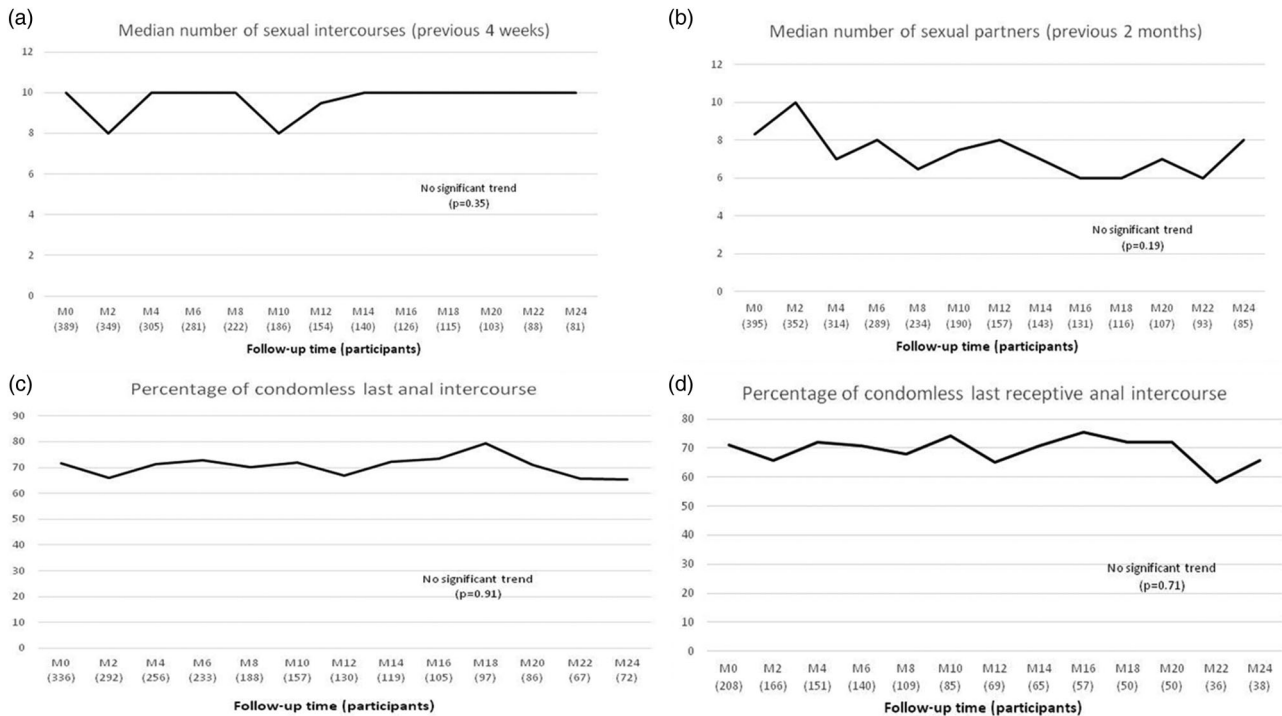 (a)
Median number of sexual intercourses (previous 4 weeks)
12
10
8
6
4
2
0
No significant trend
(p=0.35)
M0 M2 M4 M6 M8 M10 M12 M14 M16 M18 M20 M22 M24
(389) (349) (305) (281) (222) (186) (154) (140) (126) (115) (103) (88) (81)
Follow-up time (participants)
(b)
Median number of sexual partners (previous 2 months)
12
10
8
6
4
2
0
No significant trend
(p=0.19)
M0 M2 M4 M6 M8 M10 M12 M14 M16 M18 M20 M22 M24
(395) (352) (314) (289) (234) (190) (157) (143) (131) (116) (107) (93) (85)
Follow-up time (participants)
(c)
Percentage of condomless last anal intercourse
90
80
70
60
50
40
30
20
10
0
No significant trend
(p=0.91)
M0 M2 M4 M6 M8 M10 M12 M14 M16 M18 M20 M22 M24
(336) (292) (256) (233) (188) (157) (130) (119) (105) (97) (86) (67) (72)
Follow-up time (participants)
(d)
Percentage of condomless last receptive anal intercourse
80
70
60
50
40
30
20
10
0
No significant trend
(p=0.71)
M0 M2 M4 M6 M8 M10 M12 M14 M16 M18 M20 M22 M24
(208) (166) (151) (140) (109) (85) (69) (65) (57) (50) (50) (36) (38)
Follow-up time (participants)